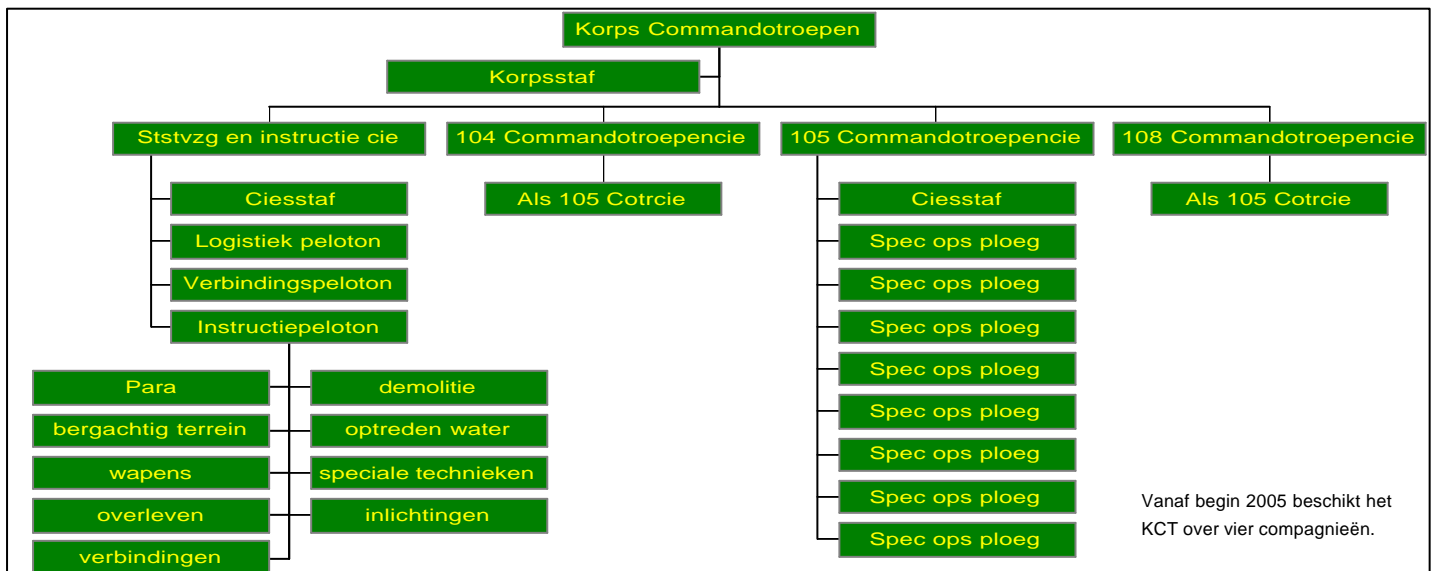 Korps Commandotroepen
Korpsstaf
Ststvzg en instructie cie
104 Commandotroepencie
105 Commandotroepencie
108 Commandotroepencie
Ciesstaf
Logistiek peloton
Verbindingspeloton
Instructiepeloton
Para
demolitie
bergachtig terrein
optreden water
wapens
speciale technieken
overleven
inlichtingen
verbindingen
Als 105 Cotrcie
Ciesstaf
Spec ops ploeg
Spec ops ploeg
Spec ops ploeg
Spec ops ploeg
Spec ops ploeg
Spec ops ploeg
Spec ops ploeg
Spec ops ploeg
Als 105 Cotrcie
Vanaf begin 2005 beschikt het
KCT over vier compagnieën.